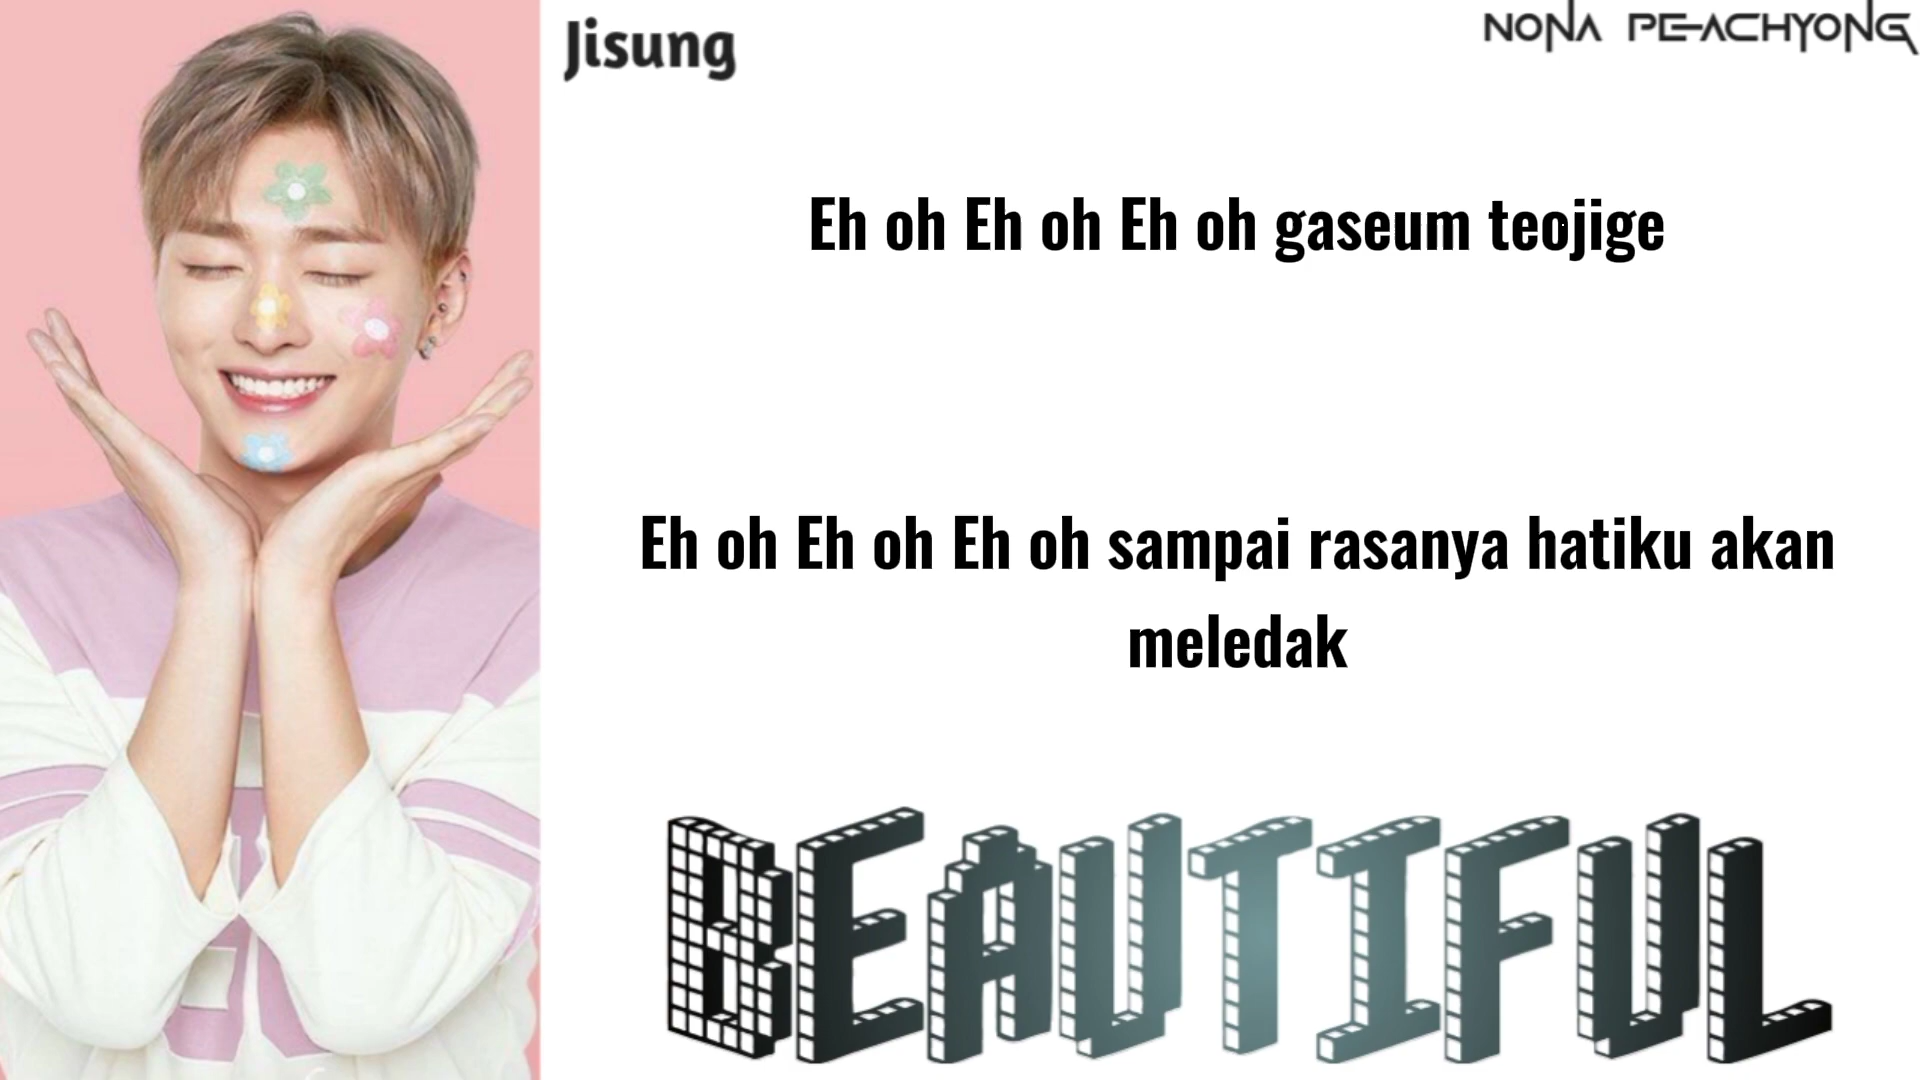 Jisung
NONA PEACHYONG
Eh oh Eh oh Eh oh gaseum teojige
Eh oh Eh oh Eh oh sampai rasanya hatiku akan
meledak
BEAUTIFUL